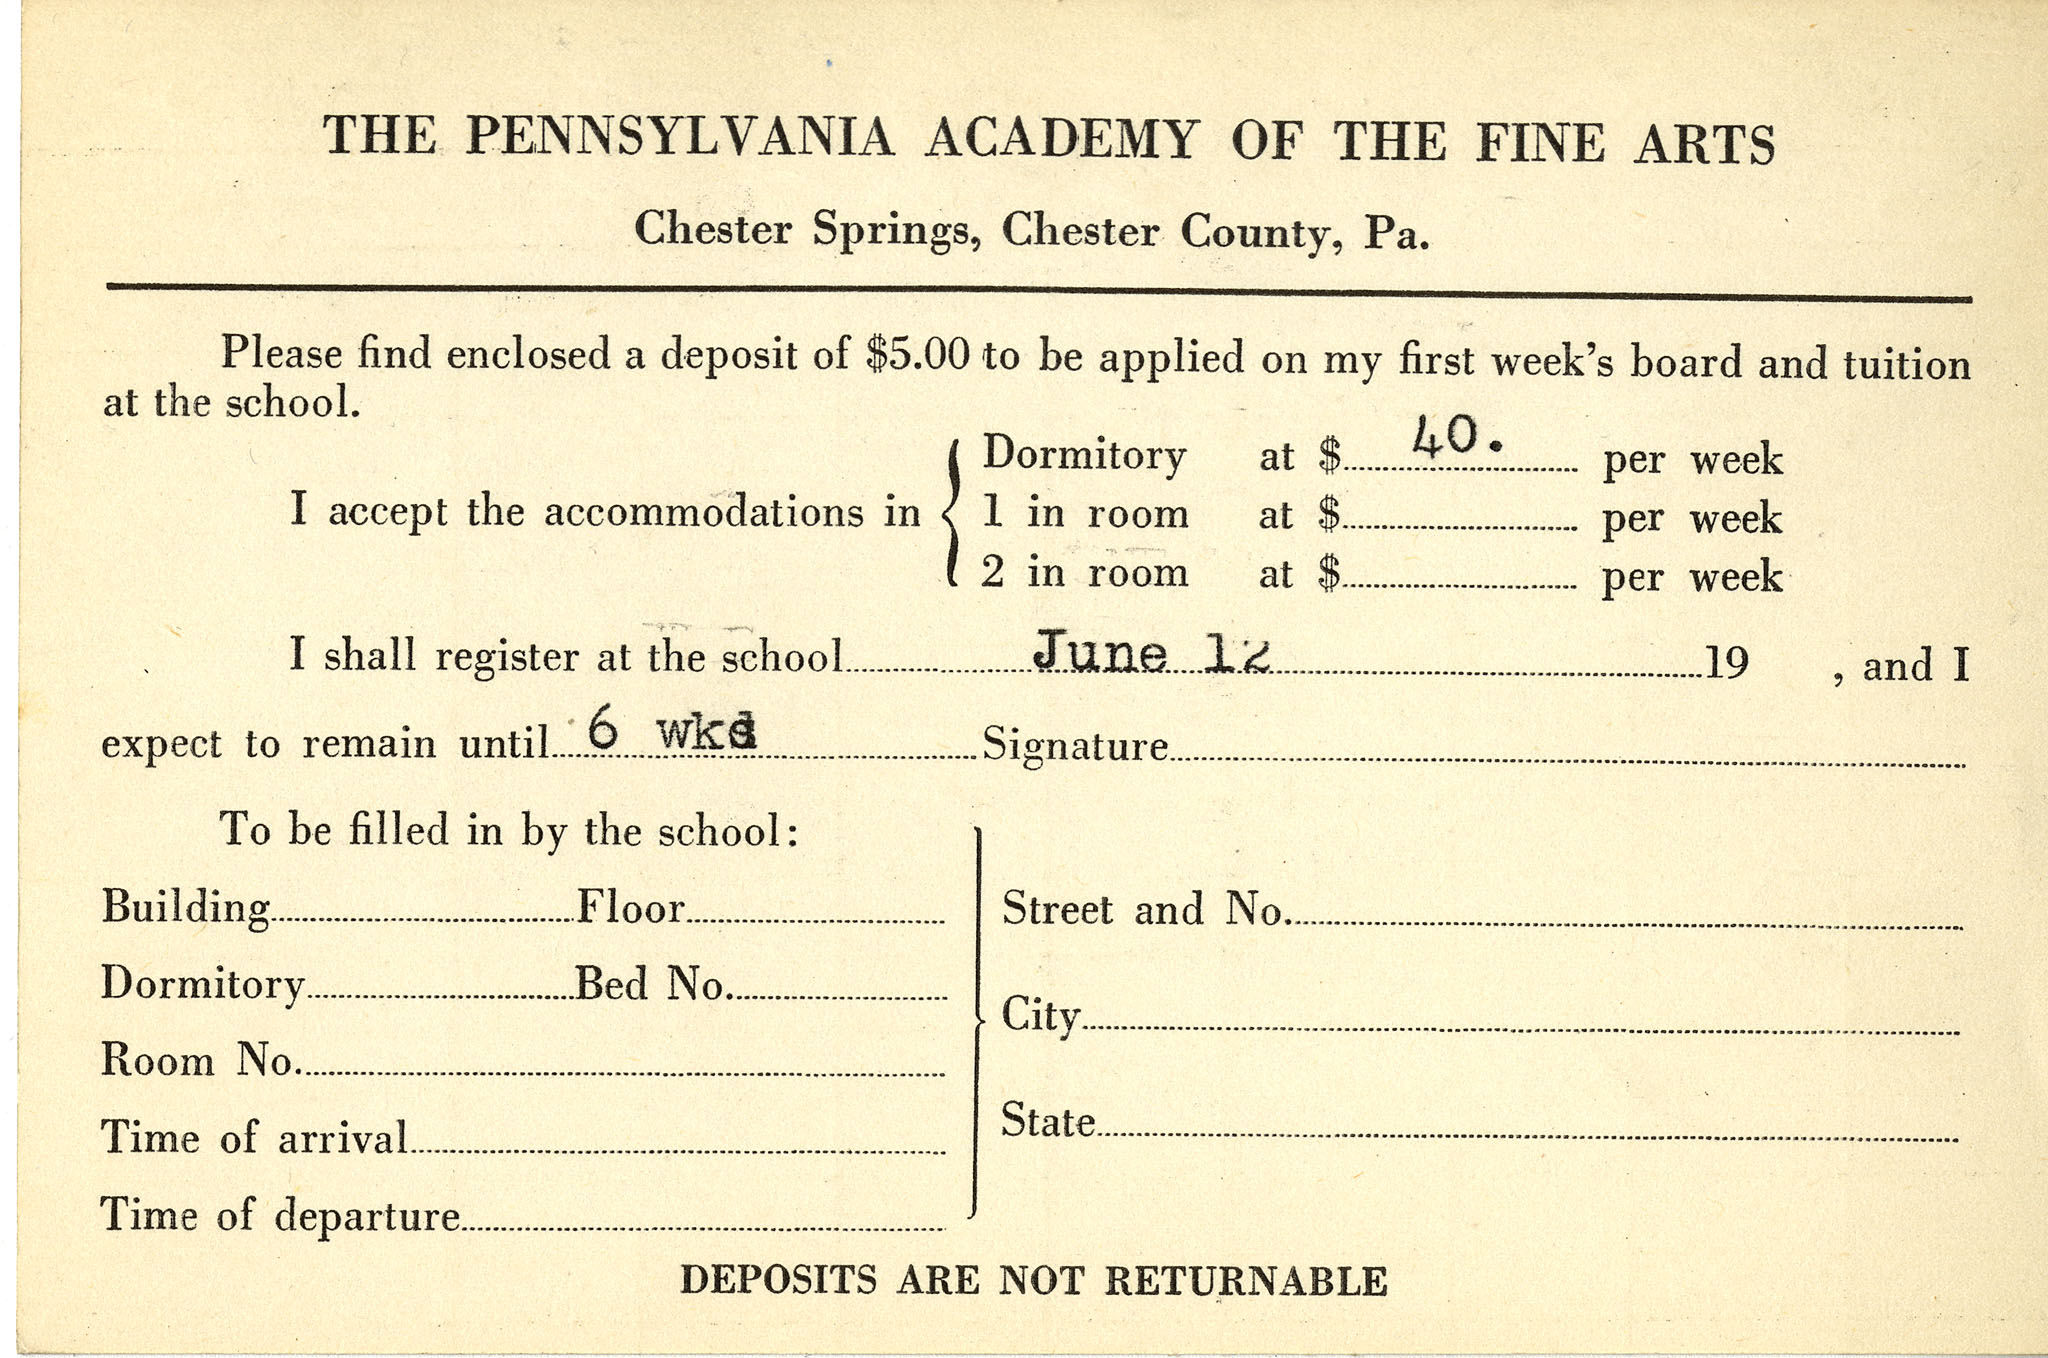 THE PENNSYLVANIA ACADEMY OF THE FINE ARTS
Chester Springs, Chester County, Pa.
Please find enclosed a deposit of $5.00 to be applied on my first week's board and tuition
at the school.
I accept the accommodations in
Dormitory at $ 40. per week
1 in room at $ per week
2 in room at $ per week
I shall register at the school June 12 19 , and I
expect to remain until 6 wks Signature
To be filled in by the school:
Building Floor
Dormitory Bed No.
Room No.
Time of arrival
Time of departure
Street and No.
City
State
DEPOSITS ARE NOT RETURNABLE